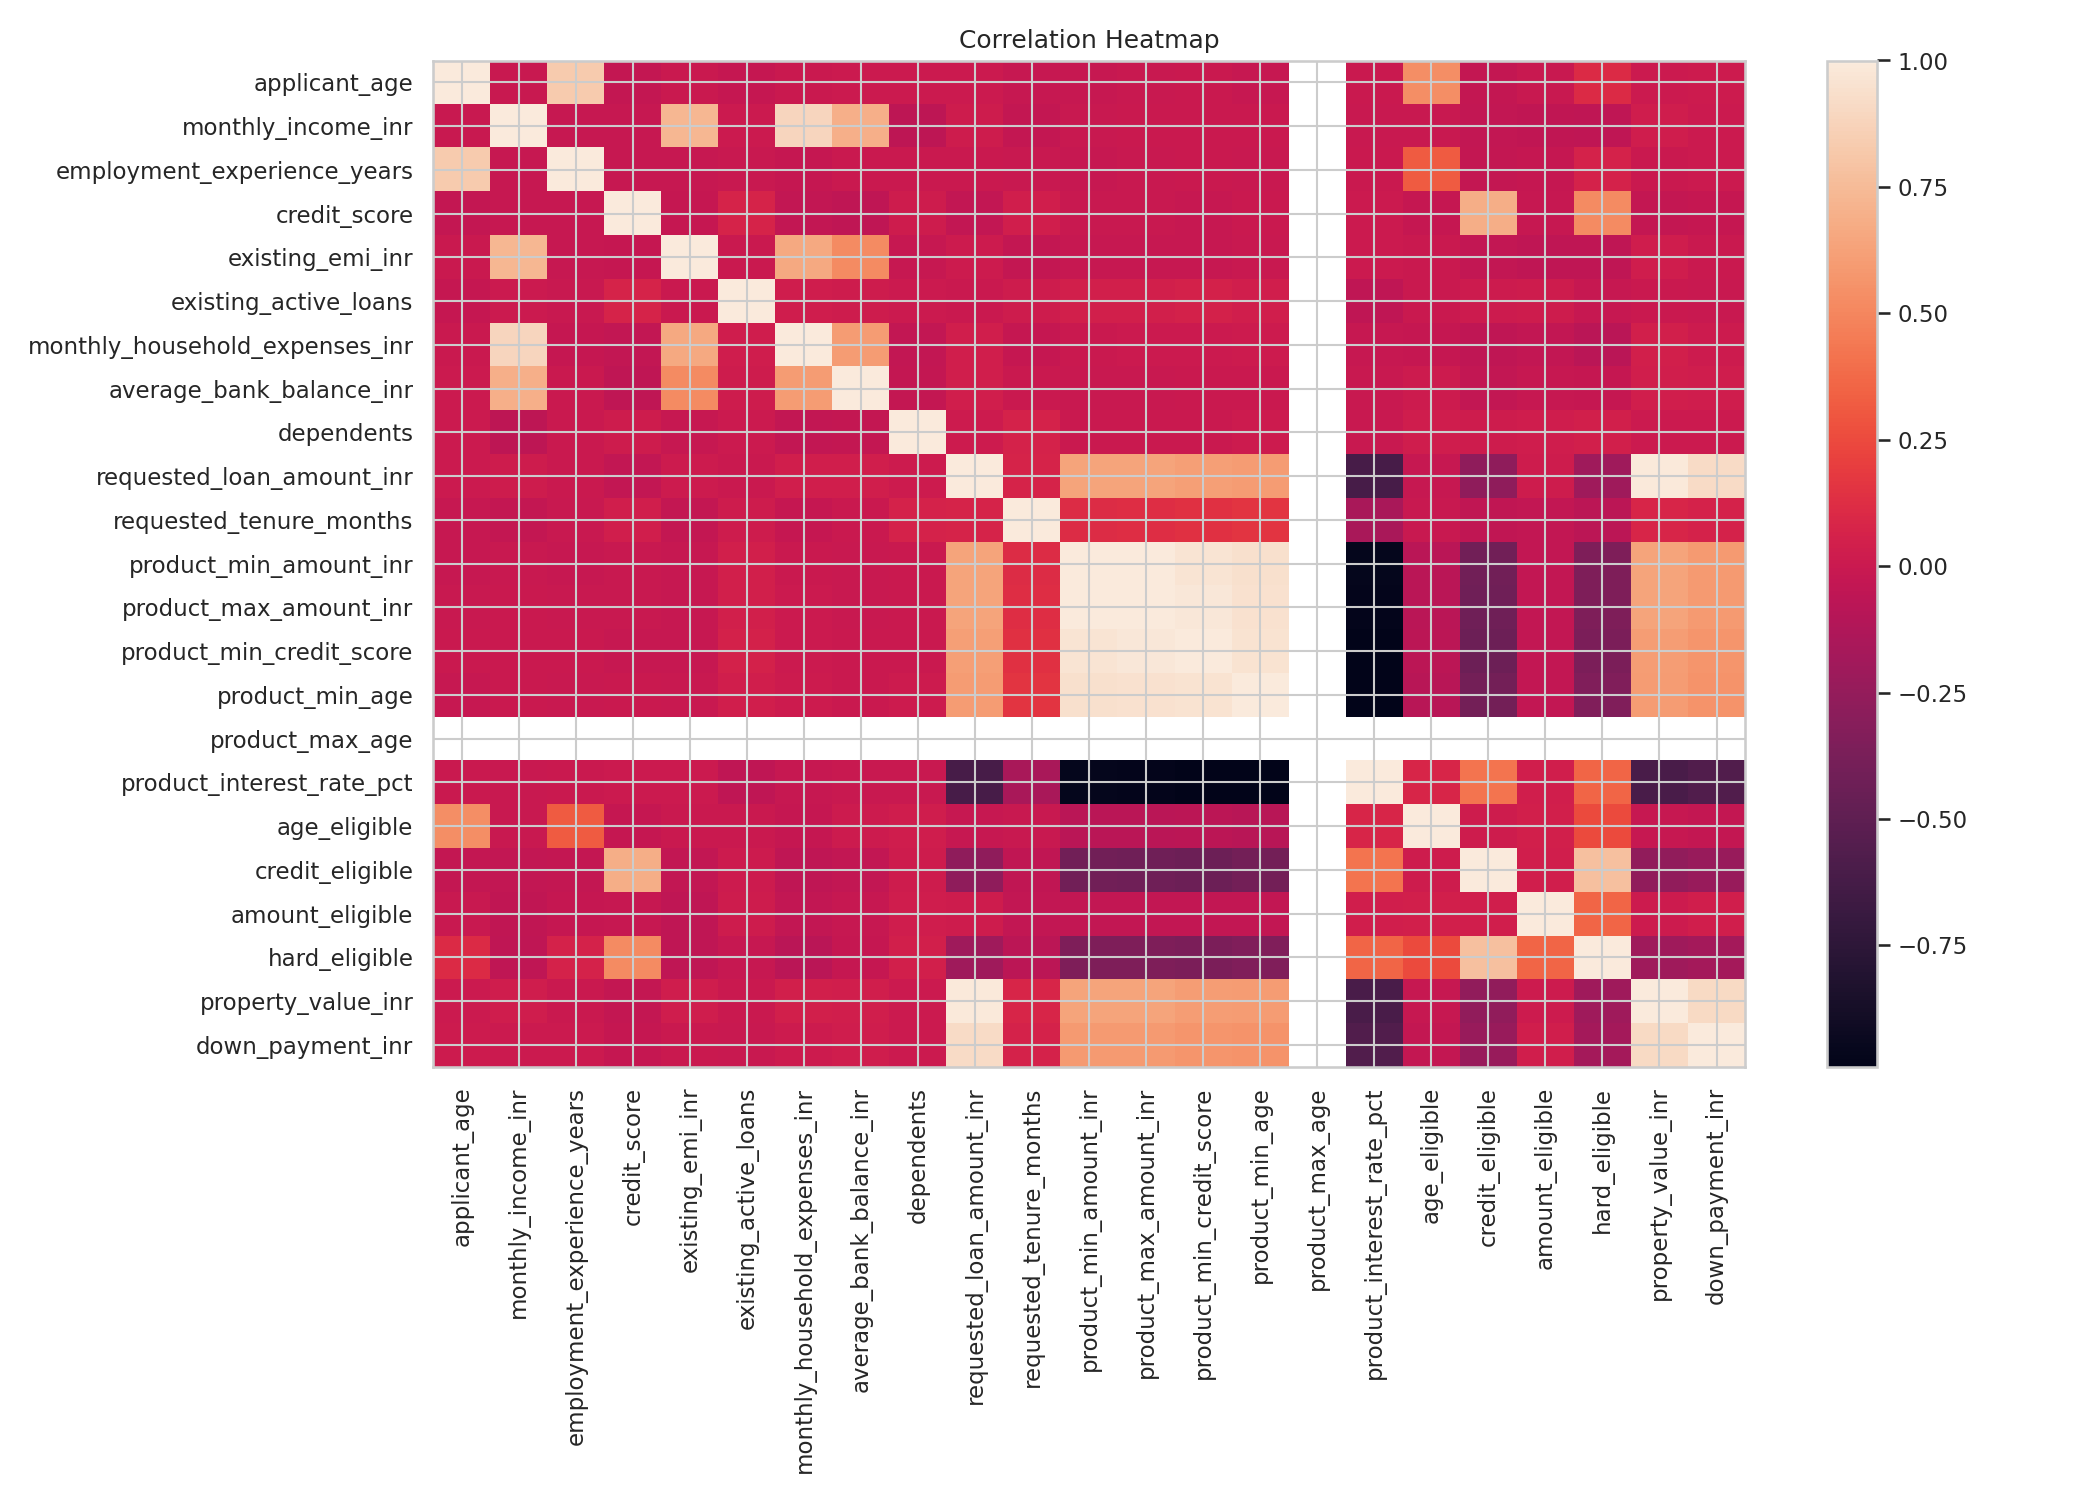 Correlation Heatmap
applicant_age
monthly_income_inr
employment_experience_years
credit_score
existing_emi_inr
existing_active_loans
monthly_household_expenses_inr
average_bank_balance_inr
dependents
requested_loan_amount_inr
requested_tenure_months
product_min_amount_inr
product_max_amount_inr
product_min_credit_score
product_min_age
product_max_age
product_interest_rate_pct
age_eligible
credit_eligible
amount_eligible
hard_eligible
property_value_inr
down_payment_inr
applicant_age
monthly_income_inr
employment_experience_years
credit_score
existing_emi_inr
existing_active_loans
monthly_household_expenses_inr
average_bank_balance_inr
dependents
requested_loan_amount_inr
requested_tenure_months
product_min_amount_inr
product_max_amount_inr
product_min_credit_score
product_min_age
product_max_age
product_interest_rate_pct
age_eligible
credit_eligible
amount_eligible
hard_eligible
property_value_inr
down_payment_inr
1.00
0.75
0.50
0.25
0.00
−0.25
−0.50
−0.75